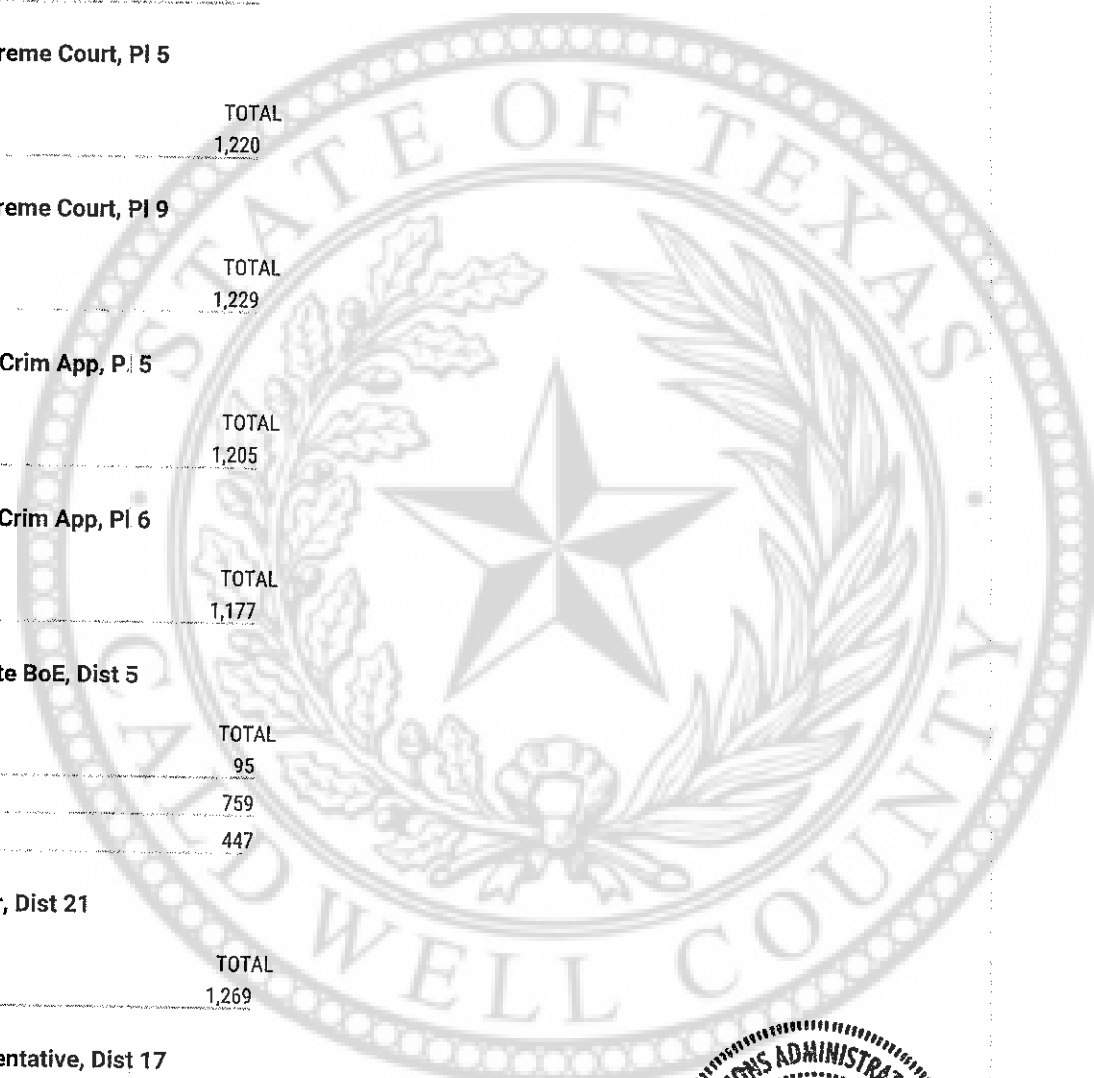 reme Court, Pl 5
TOTAL
1,220
reme Court, Pl 9
TOTAL
1,229
Crim App, Pl 5
TOTAL
1,205
Crim App, Pl 6
TOTAL
1,177
te BoE, Dist 5
TOTAL
95
759
447
, Dist 21
TOTAL
1,269
entative, Dist 17
STATE OF TEXAS
CALDWELL COUNTY
ONS ADMINISTRA